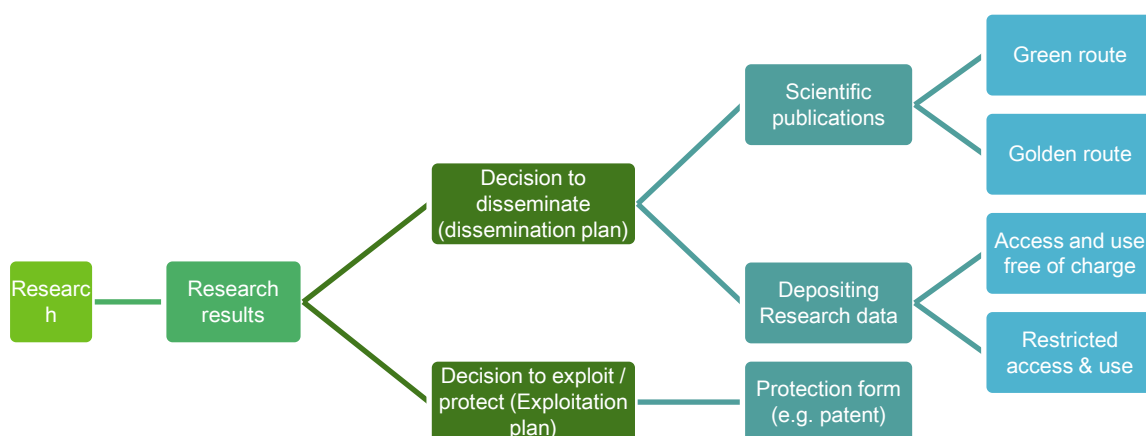 Researc
h
Research
results
Decision to
disseminate
(dissemination plan)
Decision to exploit /
protect (Exploitation
plan)
Scientific
publications
Depositing
Research data
Protection form
(e.g. patent)
Green route
Golden route
Access and use
free of charge
Restricted
access & use